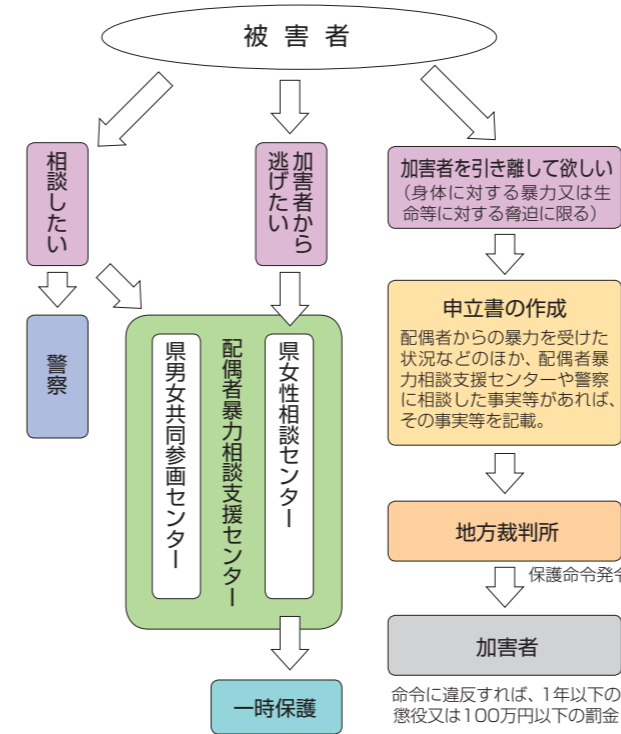 被害者
相談したい
加害者から
逃げたい
加害者を引き離して欲しい
（身体に対する暴力又は生
命等に対する脅迫に限る）
警察
県男女共同参画センター
配偶者暴力相談支援センター
県女性相談センター
一時保護
申立書の作成
配偶者からの暴力を受けた
状況などのほか、配偶者暴
力相談支援センターや警察
に相談した事実等があれば、
その事実等を記載。
地方裁判所
保護命令発令
加害者
命令に違反すれば、1年以下の
懲役又は100万円以下の罰金